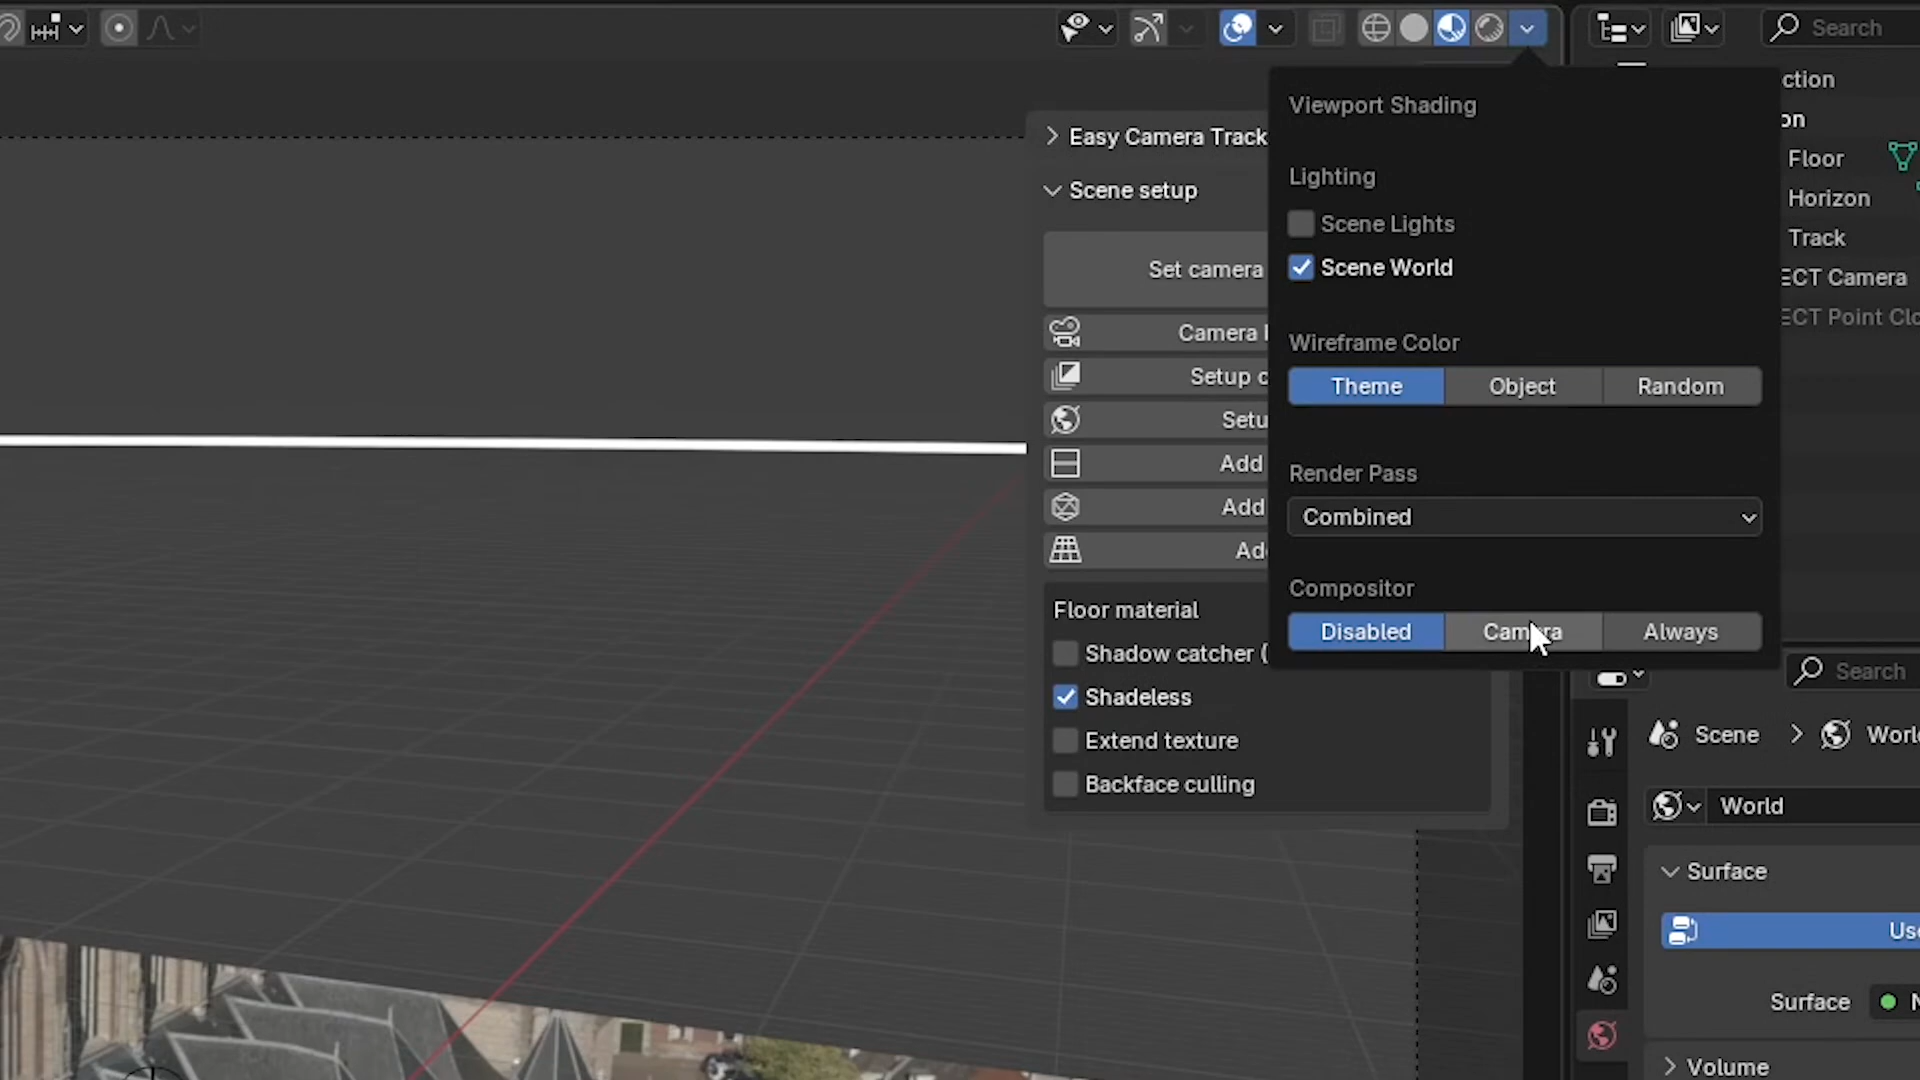 Search
Viewport Shading
ction
Easy Camera Track
on
Floor
Lighting
Scene setup
Horizon
Scene Lights
Track
Set camera
Scene World
ECT Camera
ECT Point Clo
Camera
Wireframe Color
Setup c
Theme
Object
Random
Setu
Add
Render Pass
Add
Combined
Ad
Compositor
Floor material
Disabled
Camera
Always
Shadow catcher (
Search
Shadeless
Scene
Worl
Extend texture
Backface culling
World
Surface
Use
Surface
N
Volume